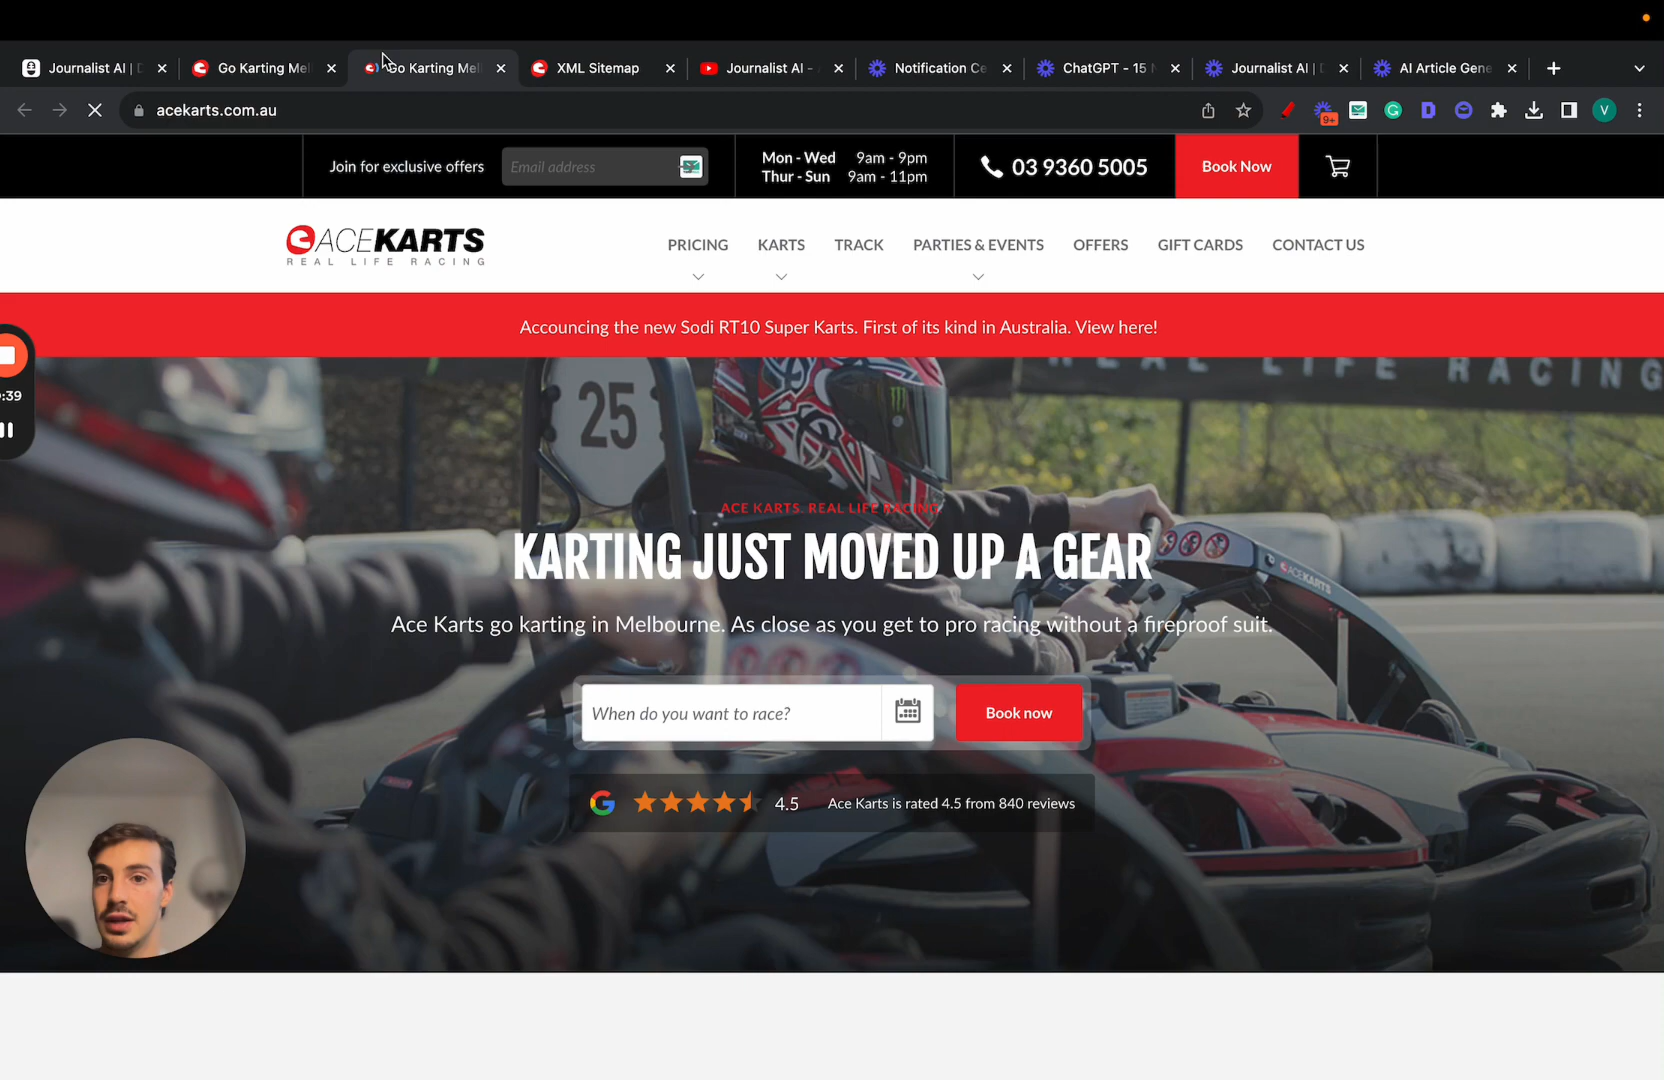 Journalist AI | D
Go Karting Mel
Go Karting Mel
XML Sitemap
Journalist AI -
Notification Ce
ChatGPT - 15
Journalist AI | D
AI Article Gene
acekarts.com.au
9+
V
Join for exclusive offers
Email address
Mon - Wed 9am - 9pm
Thur - Sun 9am - 11pm
03 9360 5005
Book Now
ACEKARTS
REAL LIFE RACING
PRICING
KARTS
TRACK
PARTIES & EVENTS
OFFERS
GIFT CARDS
CONTACT US
Accouncing the new Sodi RT10 Super Karts. First of its kind in Australia. View here!
:39
REAL LIFE RACING
25
ACE KARTS. REAL LIFE RACING.
KARTING JUST MOVED UP A GEAR
ACEKARTS
Ace Karts go karting in Melbourne. As close as you get to pro racing without a fireproof suit.
When do you want to race?
Book now
4.5
Ace Karts is rated 4.5 from 840 reviews